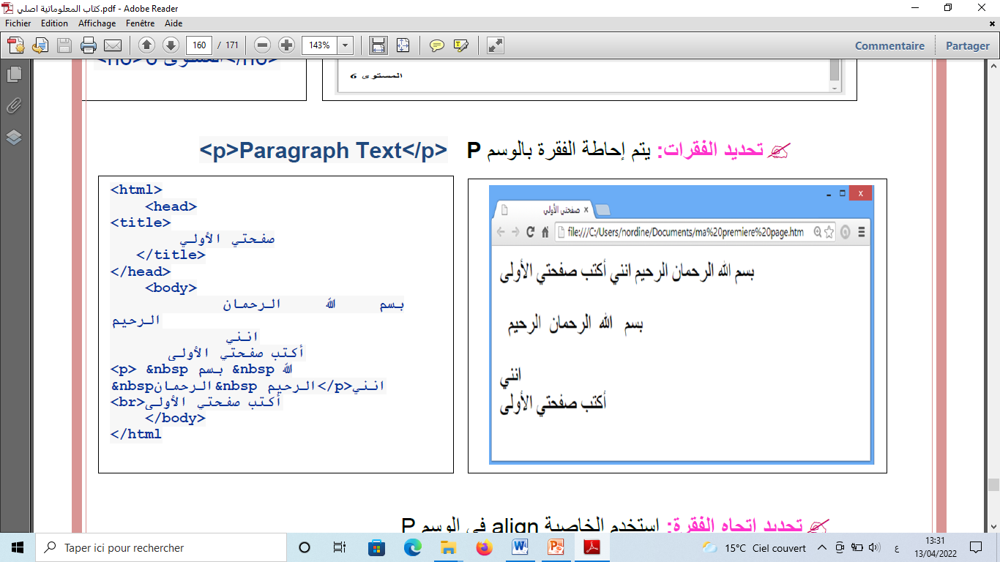 كتاب المعلوماتية اصلي.pdf - Adobe Reader
Fichier Edition Affichage Fenêtre Aide
160 / 171 143% Commentaire Partager
<h6>المستوى 6</h6>
المستوى 6
تحديد الفقرات: يتم إحاطة الفقرة بالوسم P <p>Paragraph Text</p>
<html>
<head>
<title>
صفحتي الأولي
</title>
</head>
<body>
بسم الله الرحمان
الرحيم
انني
أكتب صفحتي الأولى
<p> &nbsp بسم &nbsp الله
&nbspالرحمان&nbsp الرحيم</p>انني
<br>أكتب صفحتي الأولى
</body>
</html
صفحتي الأولي x
file:///C:/Users/nordine/Documents/ma%20premiere%20page.htm
بسم الله الرحمان الرحيم انني أكتب صفحتي الأولى
بسم الله الرحمان الرحيم
انني
أكتب صفحتي الأولى
تحديد اتجاه الفقرة: استخدم الخاصية align في الوسم P
Taper ici pour rechercher
15°C Ciel couvert
ع
13:31
13/04/2022